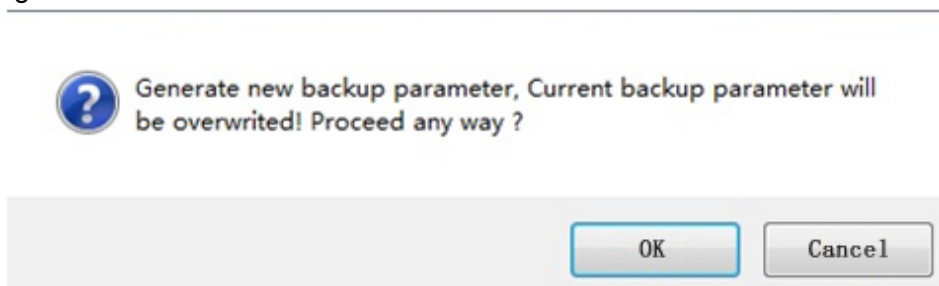 Generate new backup parameter, Current backup parameter will
be overwrited! Proceed any way ?
OK
Cancel